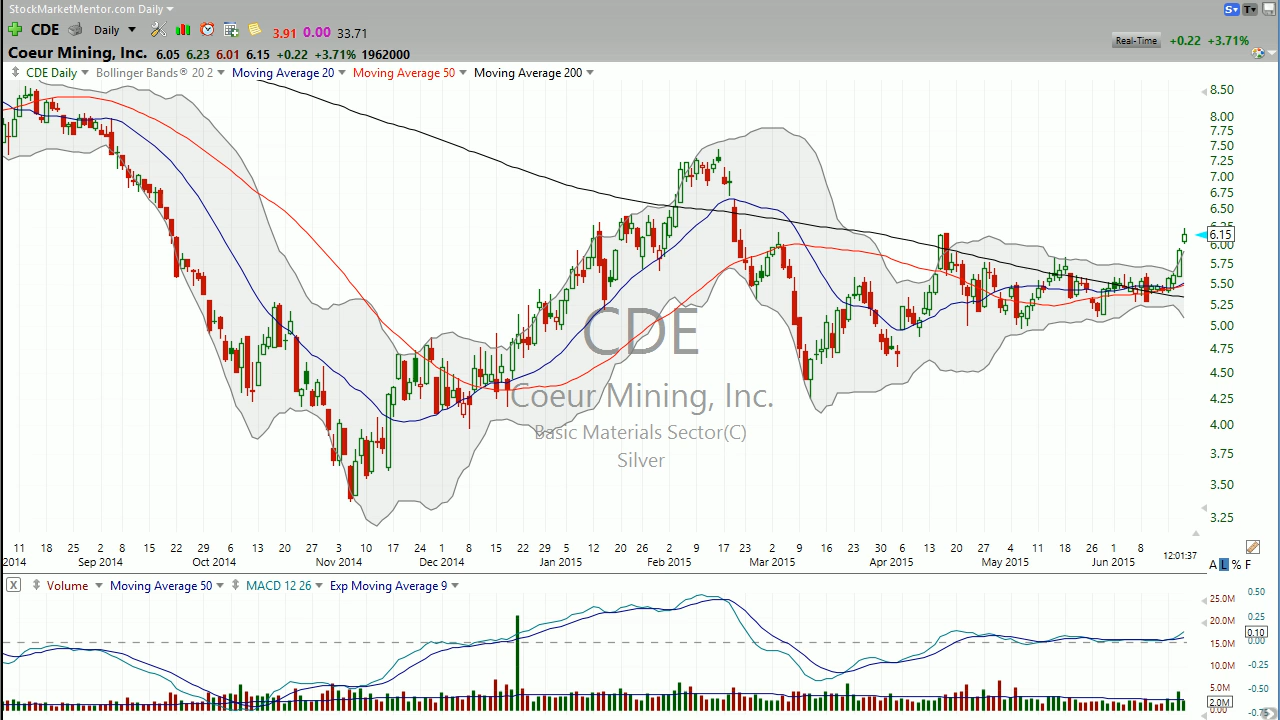 StockMarketMentor.com Daily
S T
CDE Daily 3.91 0.00 33.71
Real-Time +0.22 +3.71%
Coeur Mining, Inc. 6.05 6.23 6.01 6.15 +0.22 +3.71% 1962000
CDE Daily Bollinger Bands® 20 2 Moving Average 20 Moving Average 50 Moving Average 200
8.50
8.00
7.75
7.50
7.25
7.00
6.75
6.50
6.15
6.00
5.75
5.50
5.25
5.00
4.75
4.50
4.25
4.00
3.75
3.50
3.25
CDE
Coeur Mining, Inc.
Basic Materials Sector(C)
Silver
11 18 25 2 8 15 22 29 6 13 20 27 3 10 17 24 1 8 15 22 29 5 12 20 26 2 9 17 23 2 9 16 23 30 6 13 20 27 4 11 18 26 1 8
12:01:37
2014 Sep 2014 Oct 2014 Nov 2014 Dec 2014 Jan 2015 Feb 2015 Mar 2015 Apr 2015 May 2015 Jun 2015
A L % F
X Volume Moving Average 50 MACD 12 26 Exp Moving Average 9
25.0M 0.50
20.0M 0.25
0.10
15.0M 0.00
10.0M -0.25
5.0M -0.50
2.0M
0.00 -0.75